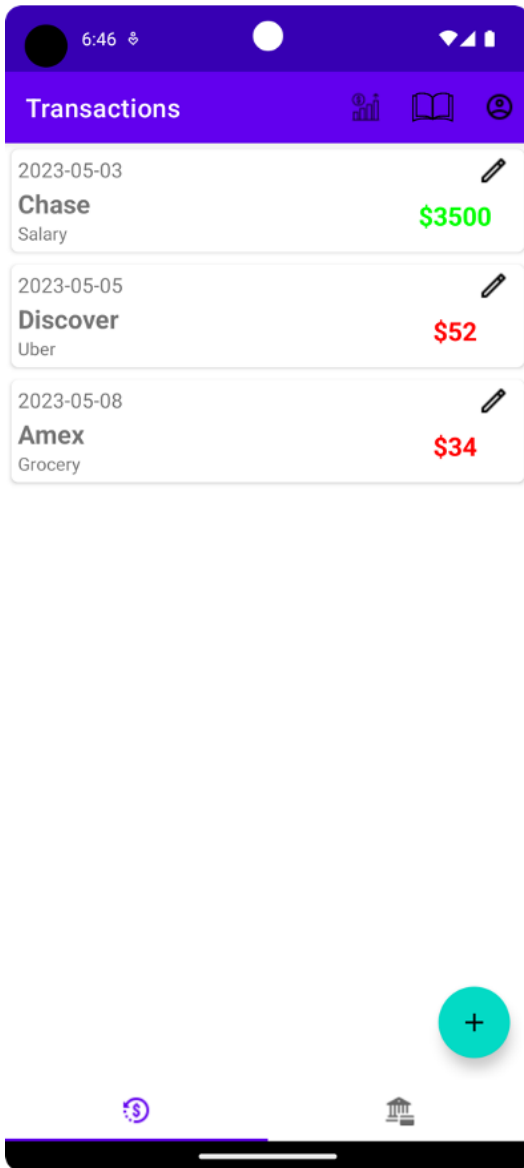 6:46
Transactions
2023-05-03
Chase
$3500
Salary
2023-05-05
Discover
$52
Uber
2023-05-08
Amex
$34
Grocery
+